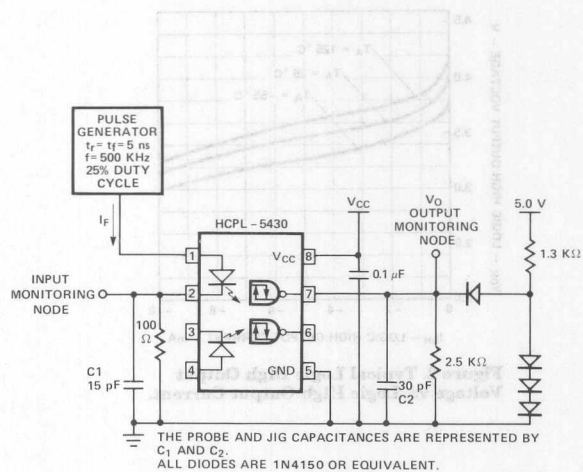 PULSE
GENERATOR
tr = tf = 5 ns
f = 500 KHz
25% DUTY
CYCLE
IF
HCPL - 5430
VCC
VO
OUTPUT
MONITORING
NODE
5.0 V
1.3 KΩ
1
VCC
8
0.1 μF
INPUT
MONITORING
NODE
2
7
100
Ω
3
6
4
GND
5
C1
15 pF
30 pF
C2
2.5 KΩ
THE PROBE AND JIG CAPACITANCES ARE REPRESENTED BY
C1 AND C2.
ALL DIODES ARE 1N4150 OR EQUIVALENT.